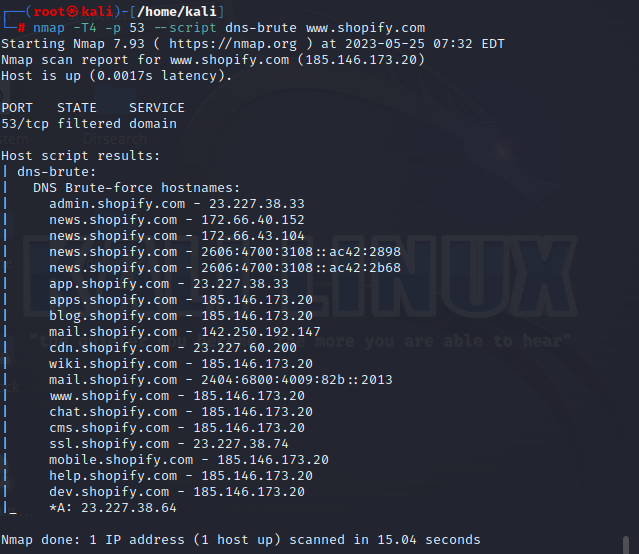 (root㉿kali)-[/home/kali]
# nmap -T4 -p 53 --script dns-brute www.shopify.com
Starting Nmap 7.93 ( https://nmap.org ) at 2023-05-25 07:32 EDT
Nmap scan report for www.shopify.com (185.146.173.20)
Host is up (0.0017s latency).
PORT   STATE    SERVICE
53/tcp filtered domain
Host script results:
| dns-brute:
|   DNS Brute-force hostnames:
|     admin.shopify.com - 23.227.38.33
|     news.shopify.com - 172.66.40.152
|     news.shopify.com - 172.66.43.104
|     news.shopify.com - 2606:4700:3108::ac42:2898
|     news.shopify.com - 2606:4700:3108::ac42:2b68
|     app.shopify.com - 23.227.38.33
|     apps.shopify.com - 185.146.173.20
|     blog.shopify.com - 185.146.173.20
|     mail.shopify.com - 142.250.192.147
|     cdn.shopify.com - 23.227.60.200
|     wiki.shopify.com - 185.146.173.20
|     mail.shopify.com - 2404:6800:4009:82b::2013
|     www.shopify.com - 185.146.173.20
|     chat.shopify.com - 185.146.173.20
|     cms.shopify.com - 185.146.173.20
|     ssl.shopify.com - 23.227.38.74
|     mobile.shopify.com - 185.146.173.20
|     help.shopify.com - 185.146.173.20
|     dev.shopify.com - 185.146.173.20
|_    *A: 23.227.38.64
Nmap done: 1 IP address (1 host up) scanned in 15.04 seconds
Dirsearch
LINUX
more you are able to hear"